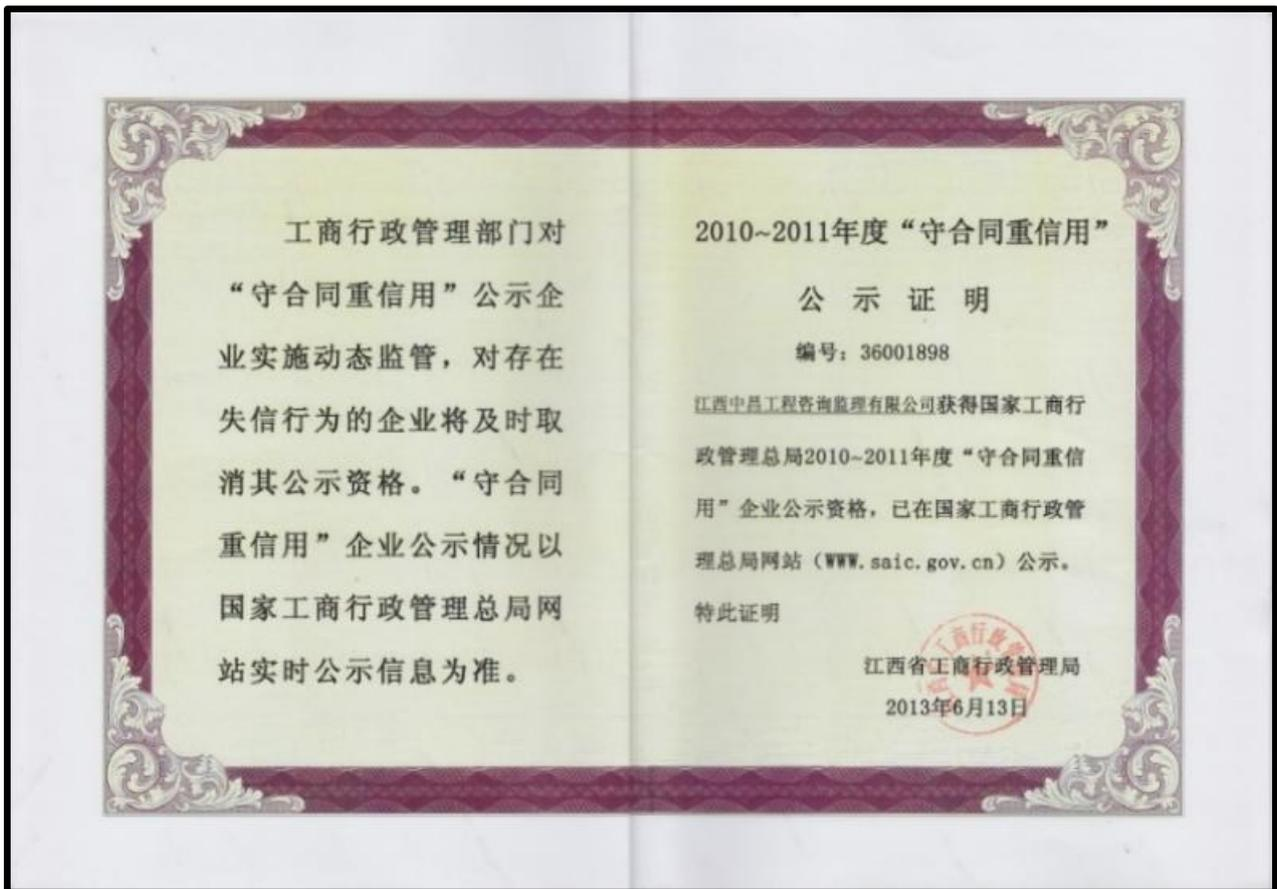 工商行政管理部门对
“守合同重信用”公示企
业实施动态监管，对存在
失信行为的企业将及时取
消其公示资格。“守合同
重信用”企业公示情况以
国家工商行政管理总局网
站实时公示信息为准。
2010~2011年度“守合同重信用”
公示证明
编号：36001898
江西中昌工程咨询监理有限公司获得国家工商行
政管理总局2010~2011年度“守合同重信
用”企业公示资格，已在国家工商行政管
理总局网站（WWW.saic.gov.cn）公示。
特此证明
江西省工商行政管理局
2013年6月13日